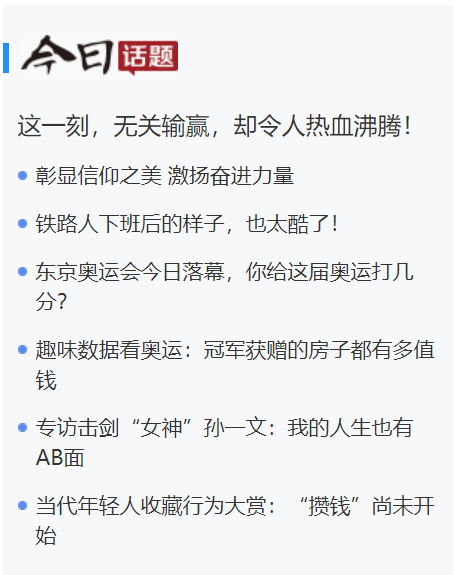 今日话题
这一刻，无关输赢，却令人热血沸腾！
彰显信仰之美 激扬奋进力量
铁路人下班后的样子，也太酷了！
东京奥运会今日落幕，你给这届奥运打几
分？
趣味数据看奥运：冠军获赠的房子都有多值
钱
专访击剑“女神”孙一文：我的人生也有
AB面
当代年轻人收藏行为大赏：“攒钱”尚未开
始